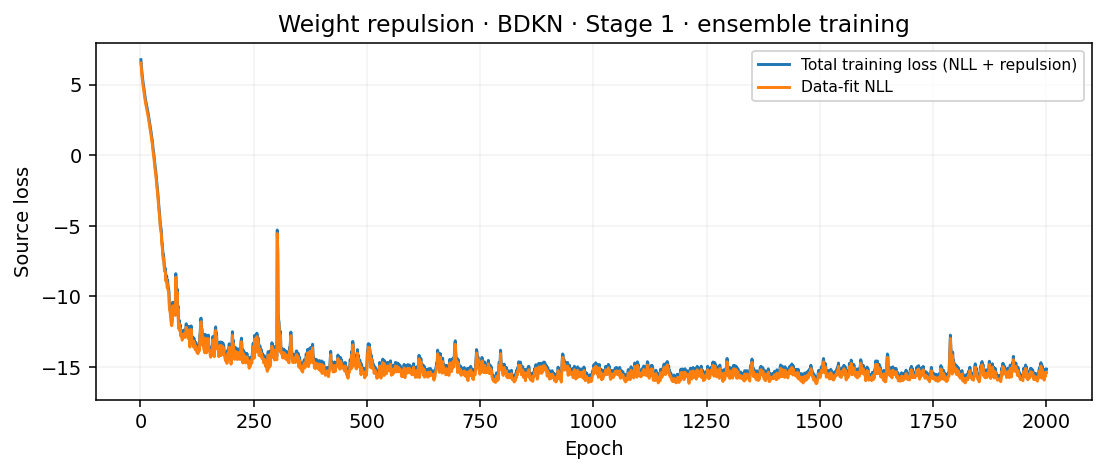 Weight repulsion · BDKN · Stage 1 · ensemble training
Total training loss (NLL + repulsion)
Data-fit NLL
Source loss
5
0
−5
−10
−15
0 250 500 750 1000 1250 1500 1750 2000
Epoch